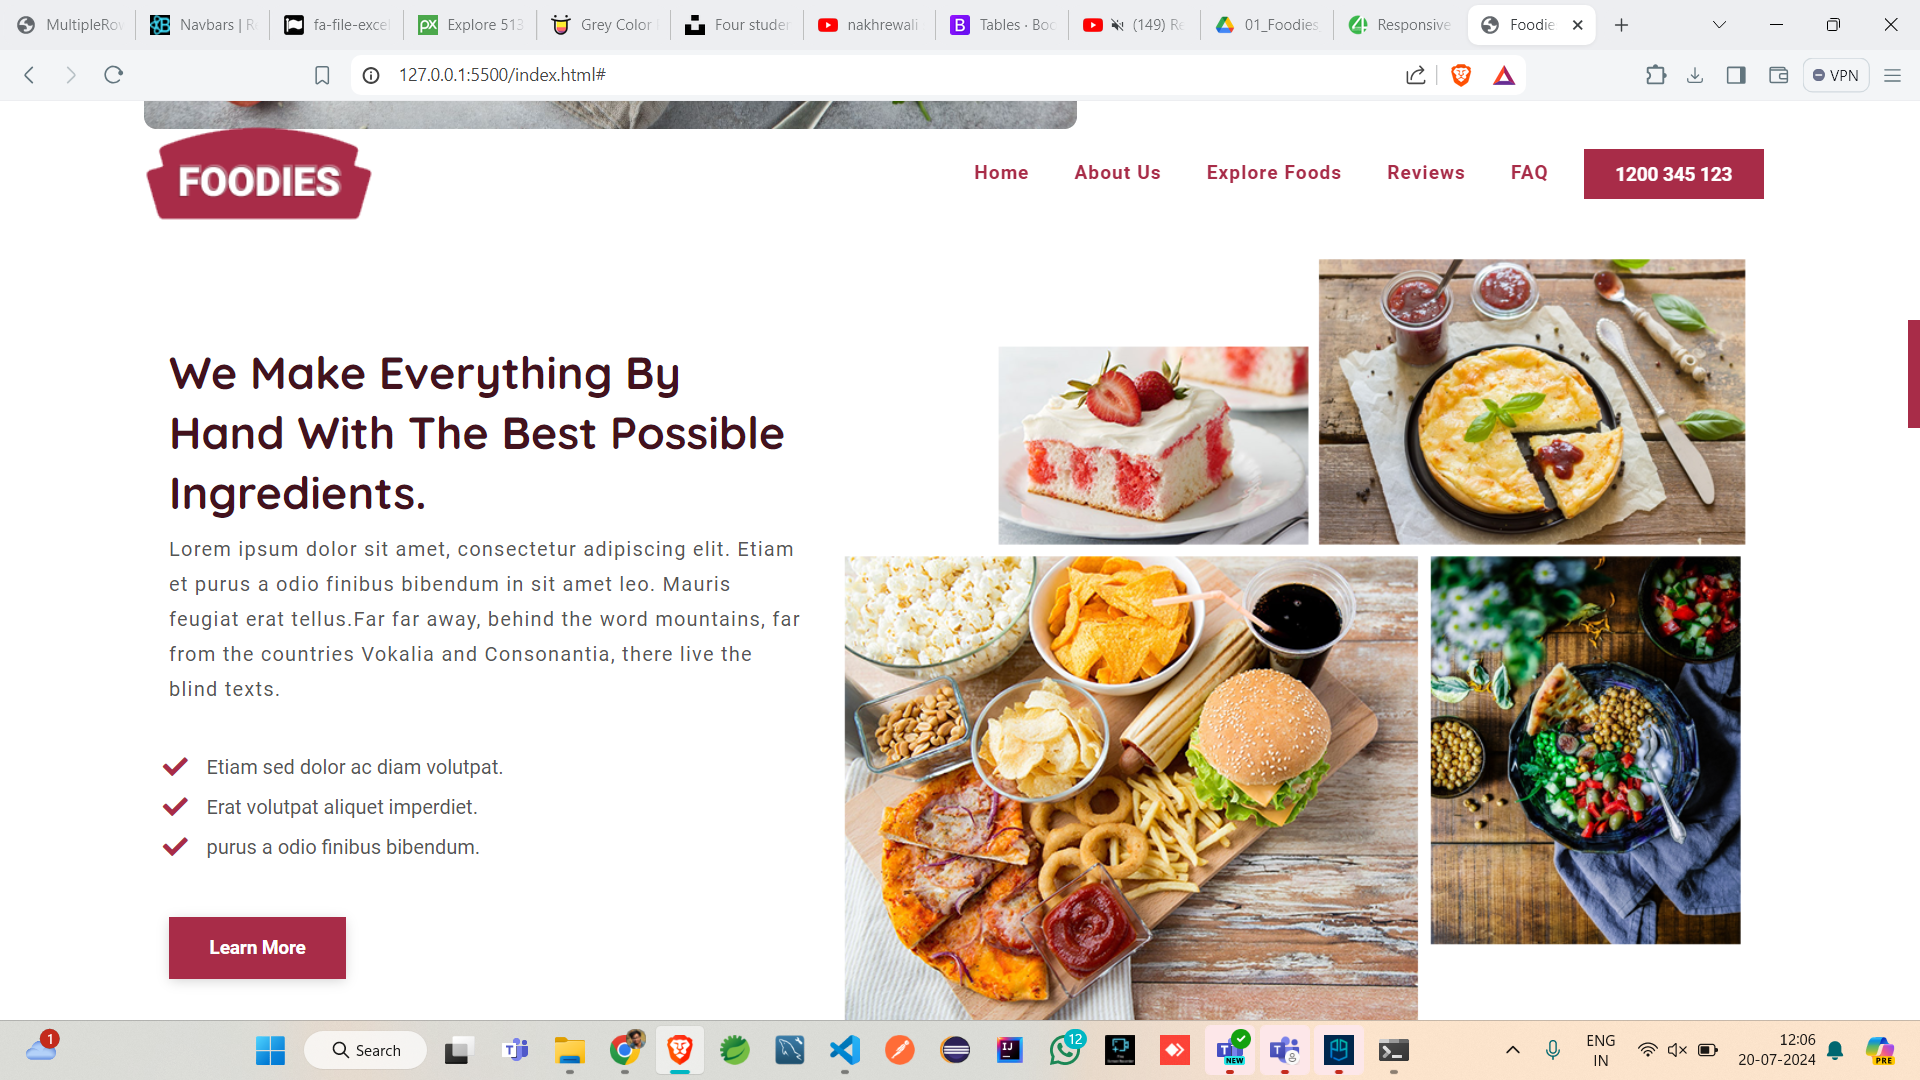 MultipleRow
Navbars | Re
fa-file-excel
Explore 513
Grey Color
Four studer
nakhrewali
Tables · Boo
(149) Re
01_Foodies
Responsive
Foodie
127.0.0.1:5500/index.html#
VPN
FOODIES
Home
About Us
Explore Foods
Reviews
FAQ
1200 345 123
We Make Everything By
Hand With The Best Possible
Ingredients.
Lorem ipsum dolor sit amet, consectetur adipiscing elit. Etiam
et purus a odio finibus bibendum in sit amet leo. Mauris
feugiat erat tellus.Far far away, behind the word mountains, far
from the countries Vokalia and Consonantia, there live the
blind texts.
Etiam sed dolor ac diam volutpat.
Erat volutpat aliquet imperdiet.
purus a odio finibus bibendum.
Learn More
1
Search
12
NEW
ENG
IN
12:06
20-07-2024
PRE